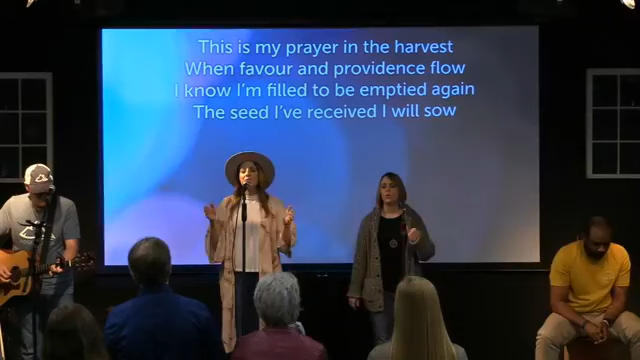 This is my prayer in the harvest
When favour and providence flow
I know I'm filled to be emptied again
The seed I've received I will sow